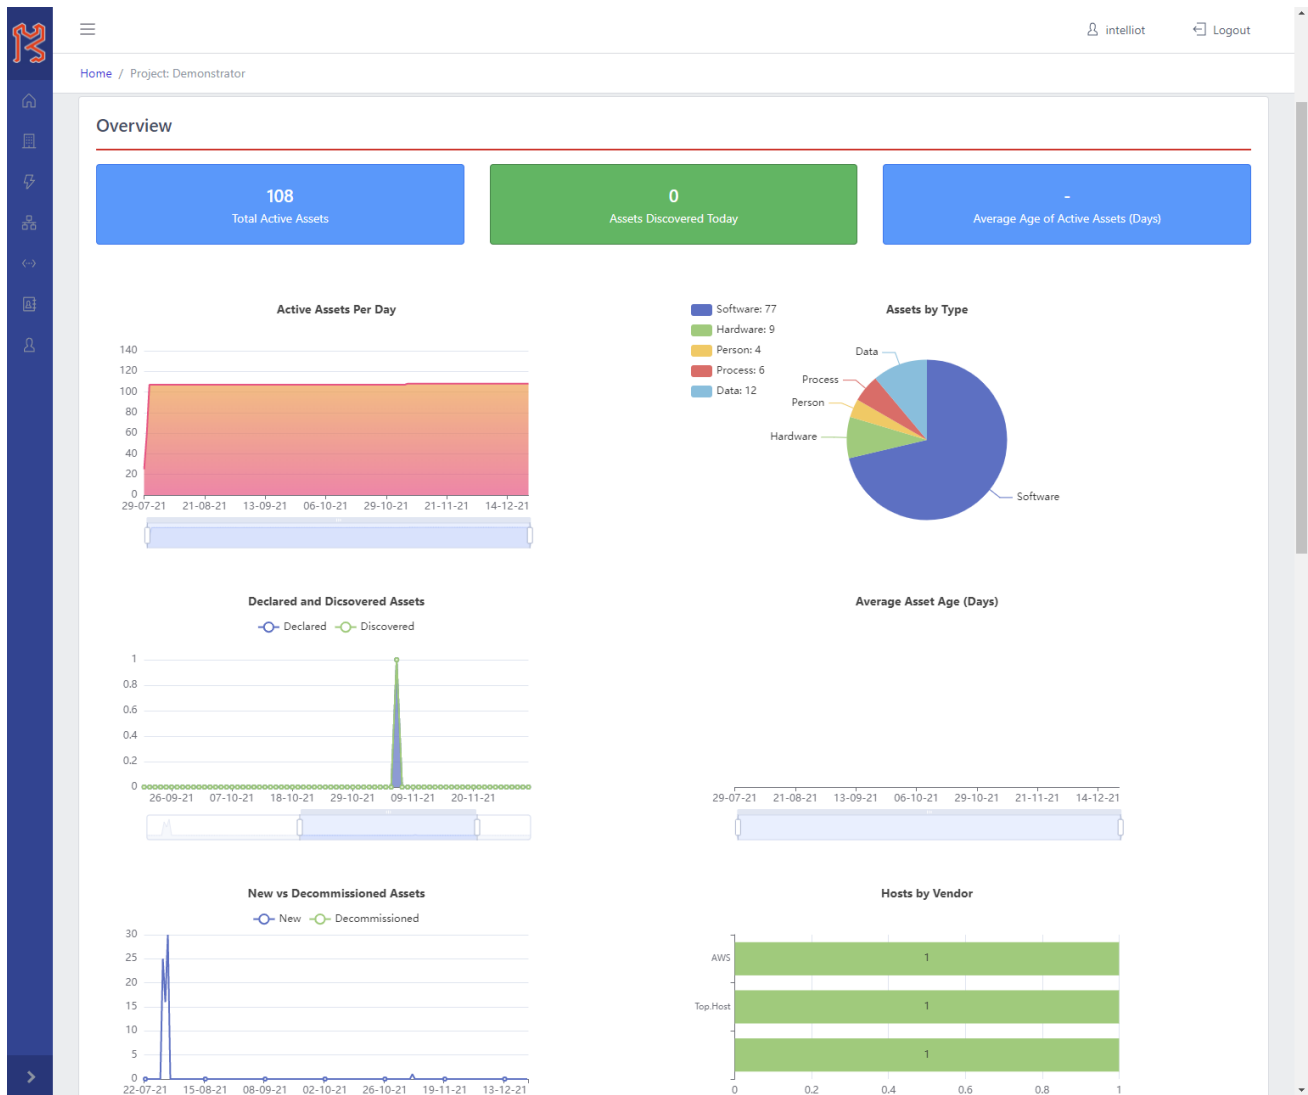 intelliot
Logout
Home / Project: Demonstrator
Overview
108
Total Active Assets
0
Assets Discovered Today
-
Average Age of Active Assets (Days)
Active Assets Per Day
140
120
100
80
60
40
20
0
29-07-21 21-08-21 13-09-21 06-10-21 29-10-21 21-11-21 14-12-21
Assets by Type
Software: 77
Hardware: 9
Person: 4
Process: 6
Data: 12
Data
Process
Person
Hardware
Software
Declared and Dicsovered Assets
Declared Discovered
1
0.8
0.6
0.4
0.2
0
26-09-21 07-10-21 18-10-21 29-10-21 09-11-21 20-11-21
Average Asset Age (Days)
29-07-21 21-08-21 13-09-21 06-10-21 29-10-21 21-11-21 14-12-21
New vs Decommissioned Assets
New Decommissioned
30
25
20
15
10
5
0
22-07-21 15-08-21 08-09-21 02-10-21 26-10-21 19-11-21 13-12-21
Hosts by Vendor
AWS 1
Top.Host 1
1
0 0.2 0.4 0.6 0.8 1